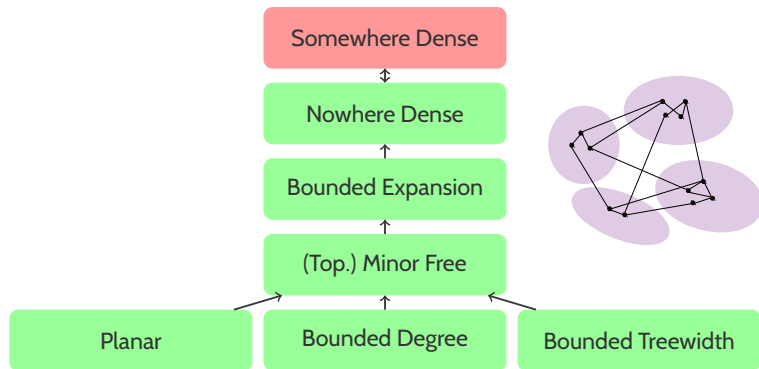 Somewhere Dense
Nowhere Dense
Bounded Expansion
(Top.) Minor Free
Planar
Bounded Degree
Bounded Treewidth